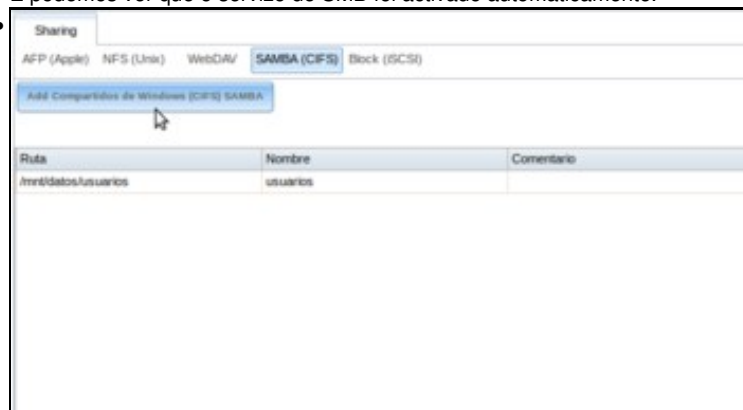 E podemos ver que o servizo de SMB foi activado automaticamente.
Sharing
AFP (Apple) NFS (Unix) WebDAV SAMBA (CIFS) Block (iSCSI)
Add Compartidos de Windows (CIFS) SAMBA
Ruta Nombre Comentario
/mnt/datos/usuarios usuarios